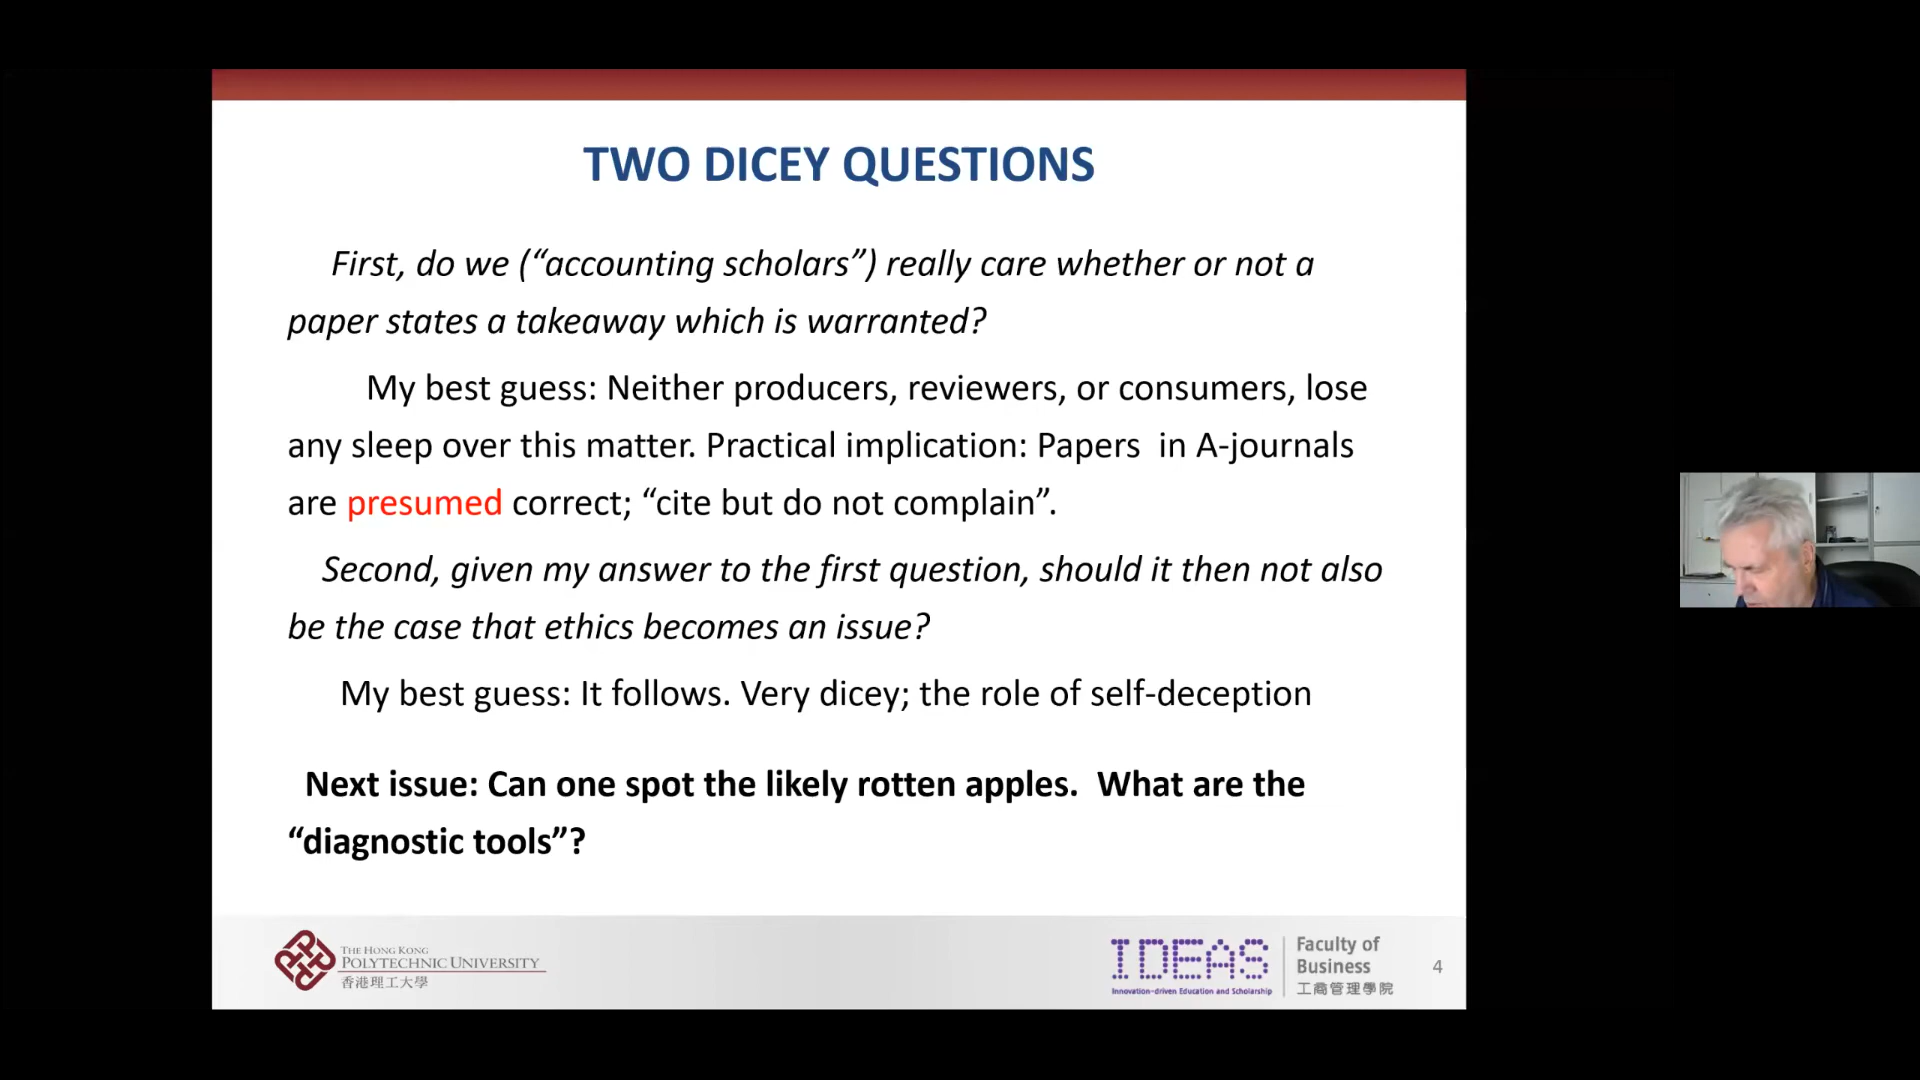 TWO DICEY QUESTIONS
First, do we (“accounting scholars”) really care whether or not a
paper states a takeaway which is warranted?
My best guess: Neither producers, reviewers, or consumers, lose
any sleep over this matter. Practical implication: Papers  in A-journals
are presumed correct; “cite but do not complain”.
Second, given my answer to the first question, should it then not also
be the case that ethics becomes an issue?
My best guess: It follows. Very dicey; the role of self-deception
Next issue: Can one spot the likely rotten apples.  What are the
“diagnostic tools”?
THE HONG KONG
POLYTECHNIC UNIVERSITY
香港理工大學
IDEAS
Innovation-driven Education and Scholarship
Faculty of
Business
工商管理學院
4